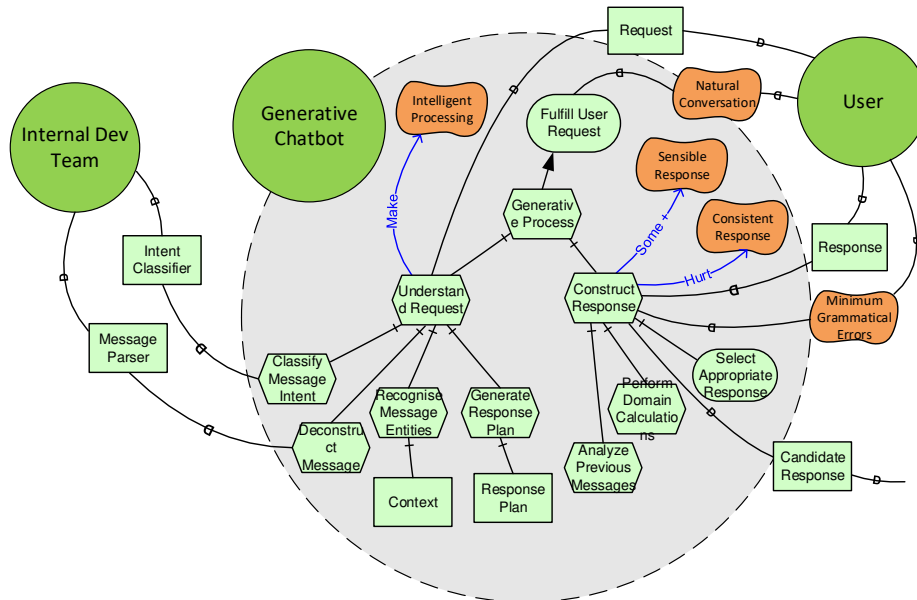 Request
User
Natural
Conversation
Generative
Chatbot
Intelligent
Processing
Fulfill User
Request
Internal Dev
Team
Sensible
Response
Make
Generativ
e Process
Some +
Consistent
Response
Intent
Classifier
Response
Hurt
Understan
d Request
Construct
Response
Minimum
Grammatical
Errors
Message
Parser
Classify
Message
Intent
Select
Appropriate
Response
Recognise
Message
Entities
Generate
Response
Plan
Perform
Domain
Calculatio
ns
Deconstru
ct
Message
Analyze
Previous
Messages
Candidate
Response
Context
Response
Plan
D
D
D
D
D
D
D
D
D
D
D
D
D